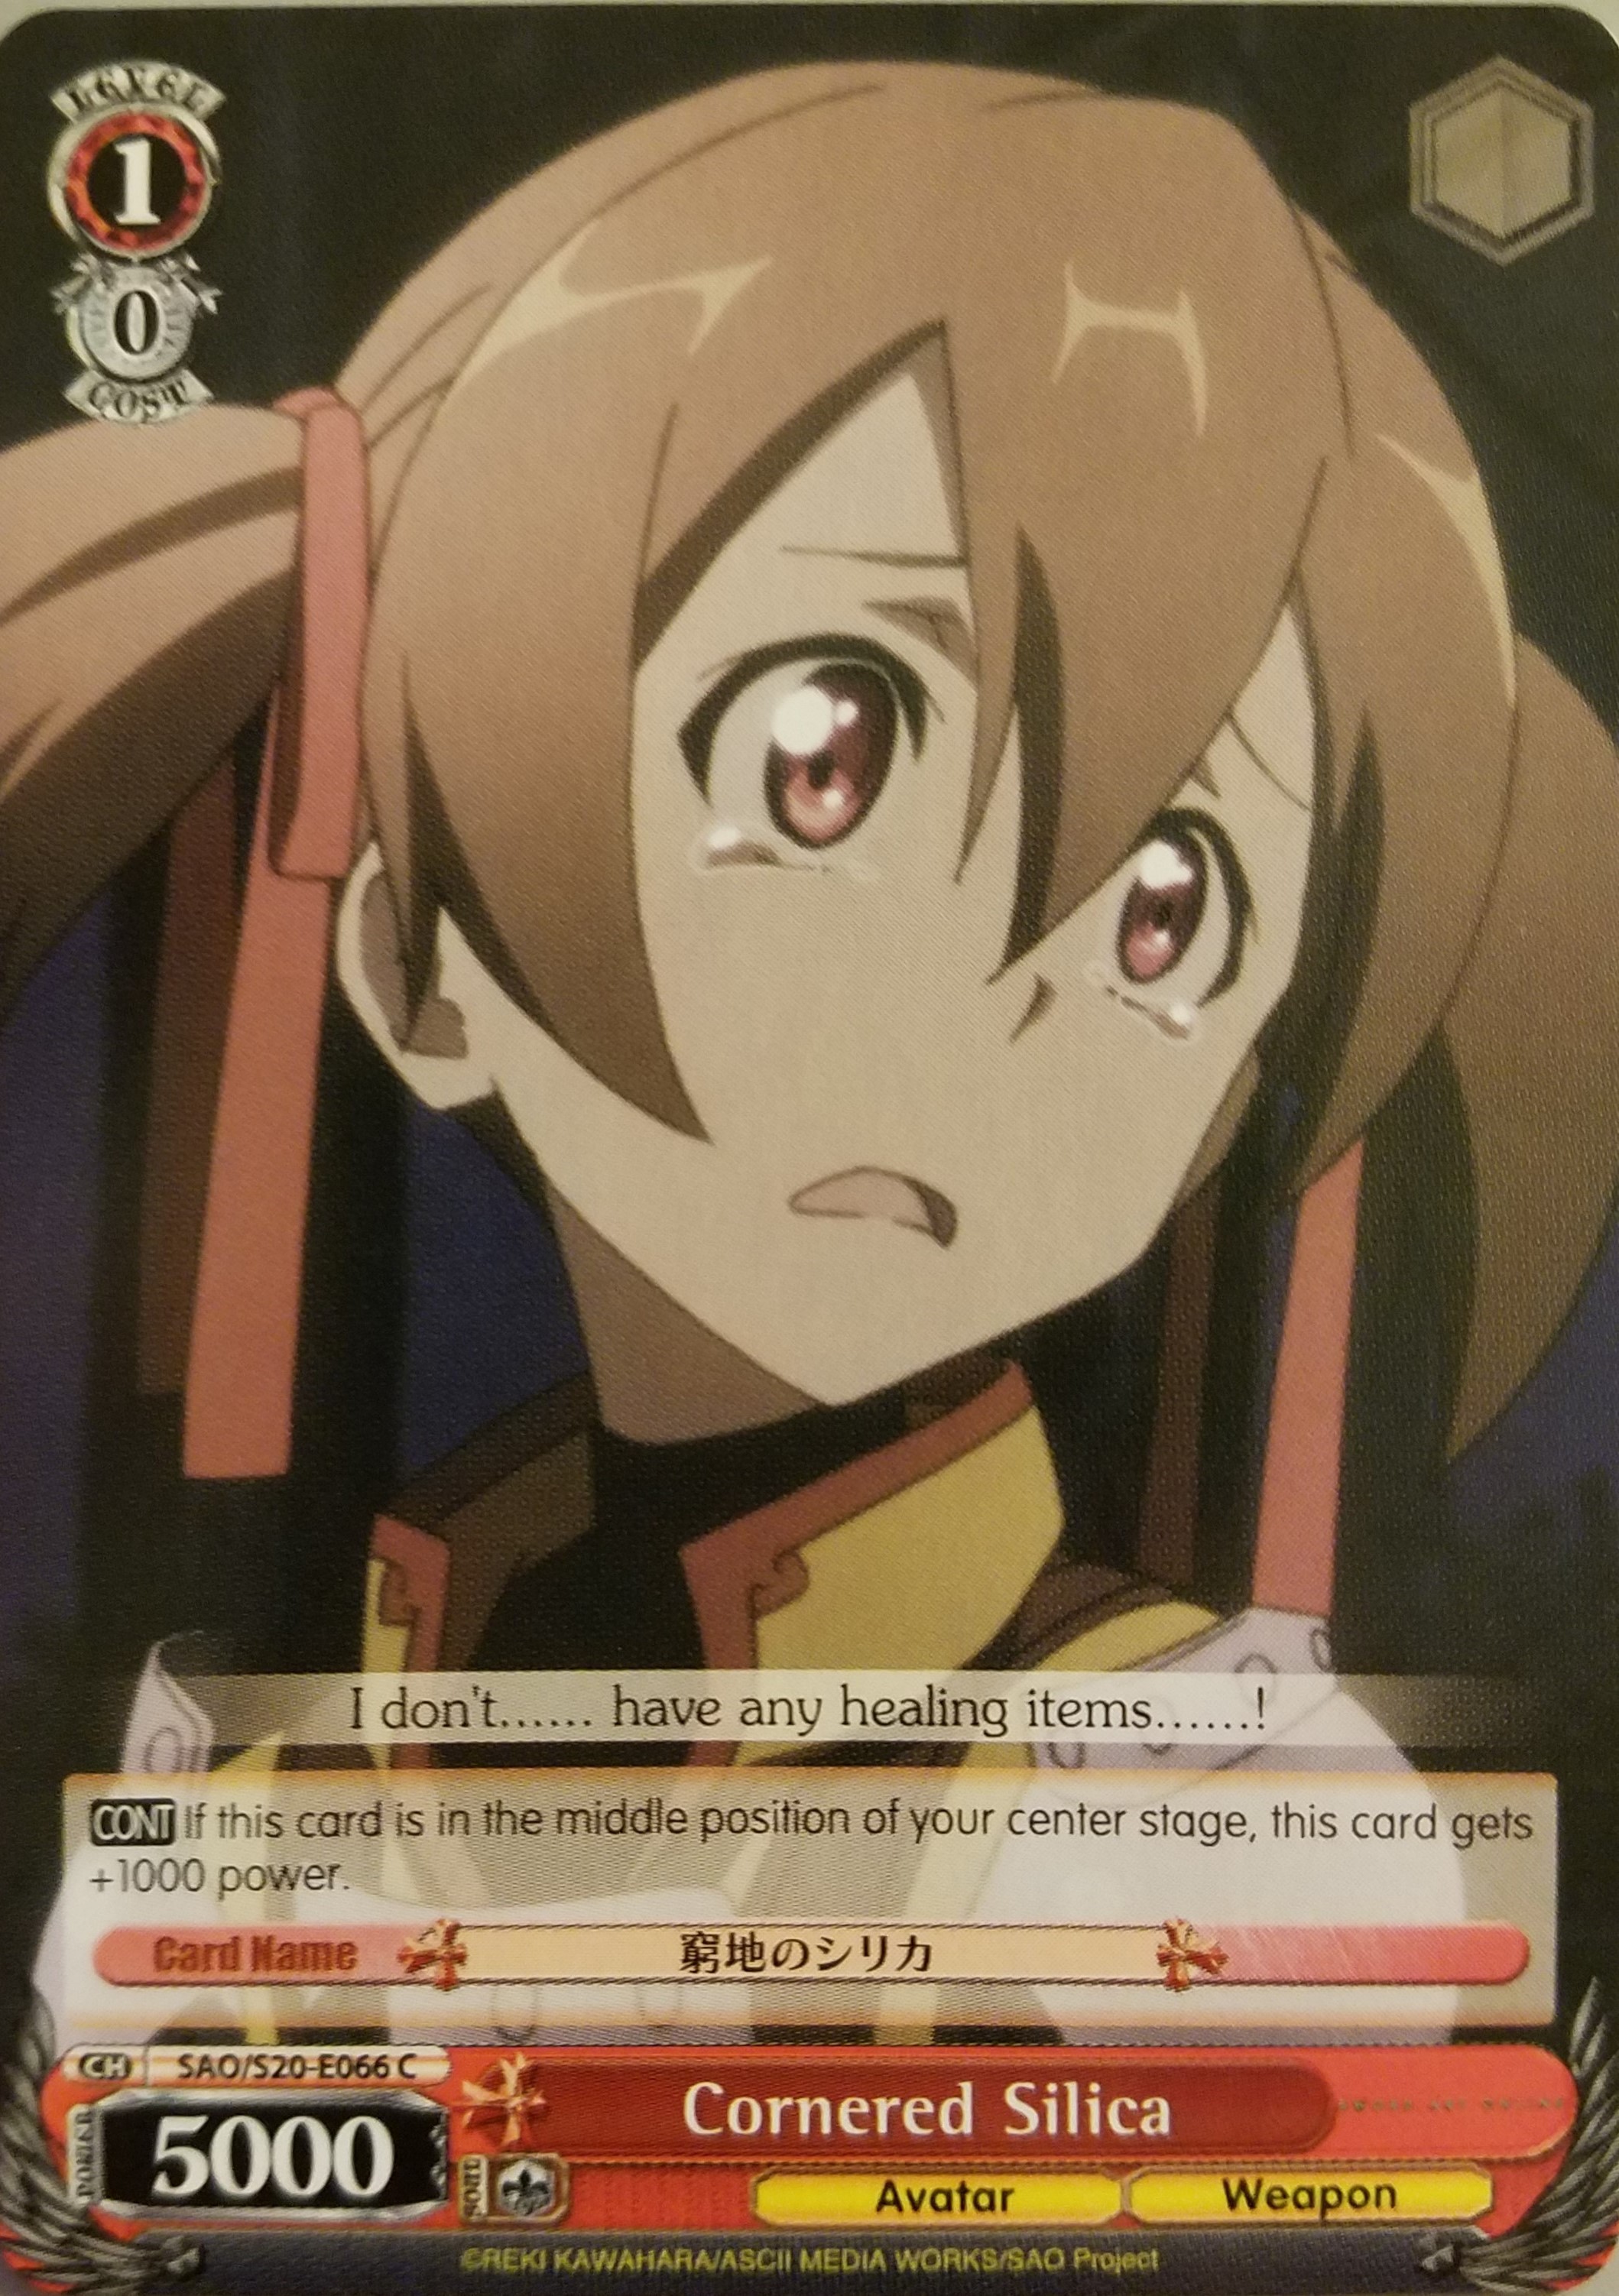 LEVEL
1
0
COST
I don't...... have any healing items......!
CONT If this card is in the middle position of your center stage, this card gets
+1000 power.
Card Name 窮地のシリカ
CH SAO/S20-E066 C
Cornered Silica
POWER 5000
SOUL
Avatar Weapon
©REKI KAWAHARA/ASCII MEDIA WORKS/SAO Project